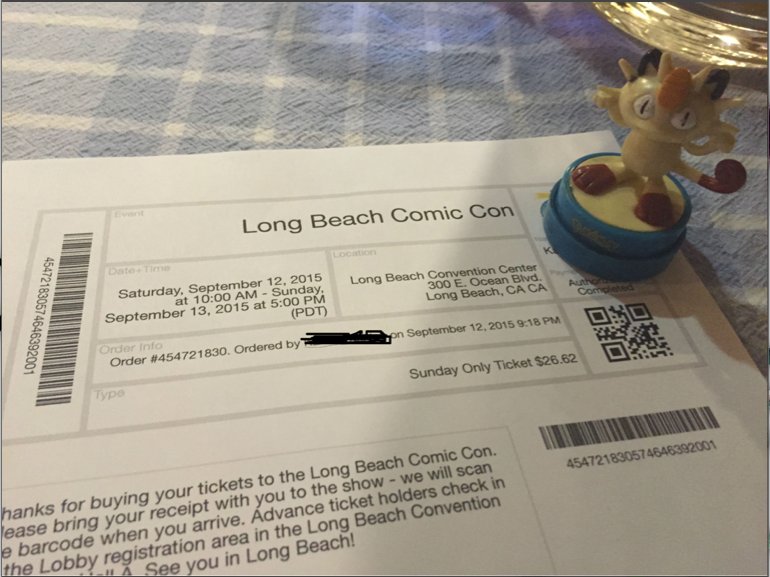 Event
Long Beach Comic Con
Date+Time
Saturday, September 12, 2015
at 10:00 AM - Sunday,
September 13, 2015 at 5:00 PM
(PDT)
Location
Long Beach Convention Center
300 E. Ocean Blvd.
Long Beach, CA CA
Completed
Order Info
Order #454721830. Ordered by on September 12, 2015 9:18 PM
Type
Sunday Only Ticket $26.62
454721830574646392001
454721830574646392001
hanks for buying your tickets to the Long Beach Comic Con.
lease bring your receipt with you to the show - we will scan
e barcode when you arrive. Advance ticket holders check in
the Lobby registration area in the Long Beach Convention
A. See you in Long Beach!